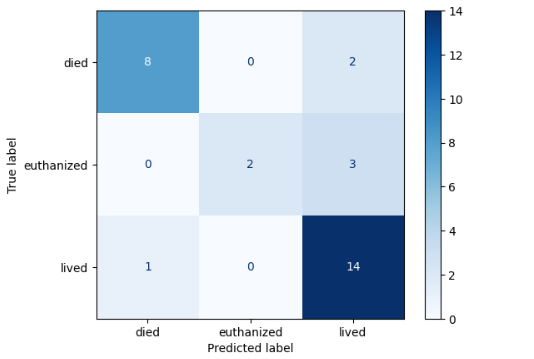 14
12
10
8
6
4
2
0
died
euthanized
lived
True label
8 0 2
0 2 3
1 0 14
died euthanized lived
Predicted label